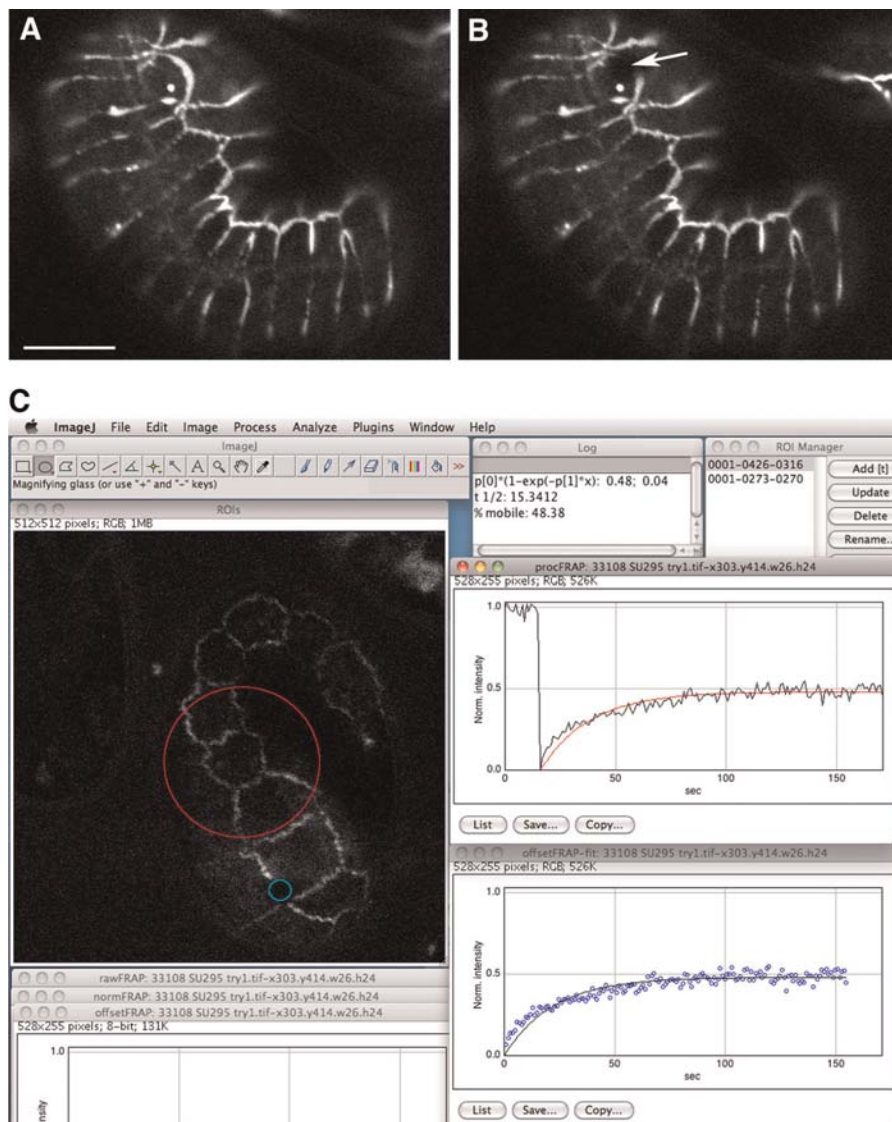 A
B
C
ImageJ File Edit Image Process Analyze Plugins Window Help
ImageJ
Magnifying glass (or use "+" and "-" keys)
Log
p[0]*(1-exp(-p[1]*x): 0.48; 0.04
t 1/2: 15.3412
% mobile: 48.38
ROI Manager
0001-0426-0316
0001-0273-0270
Add [t]
Update
Delete
Rename...
ROIs
512x512 pixels; RGB; 1MB
procFRAP: 33108 SU295 try1.tif-x303.y414.w26.h24
528x255 pixels; RGB; 526K
1.0
0.5
0.0
Norm. intensity
0
50
100
150
sec
List
Save...
Copy...
offsetFRAP-fit: 33108 SU295 try1.tif-x303.y414.w26.h24
528x255 pixels; RGB; 526K
1.0
0.5
0.0
Norm. intensity
0
50
100
150
sec
List
Save...
Copy...
rawFRAP: 33108 SU295 try1.tif-x303.y414.w26.h24
normFRAP: 33108 SU295 try1.tif-x303.y414.w26.h24
offsetFRAP: 33108 SU295 try1.tif-x303.y414.w26.h24
528x255 pixels; 8-bit; 131K
1.0